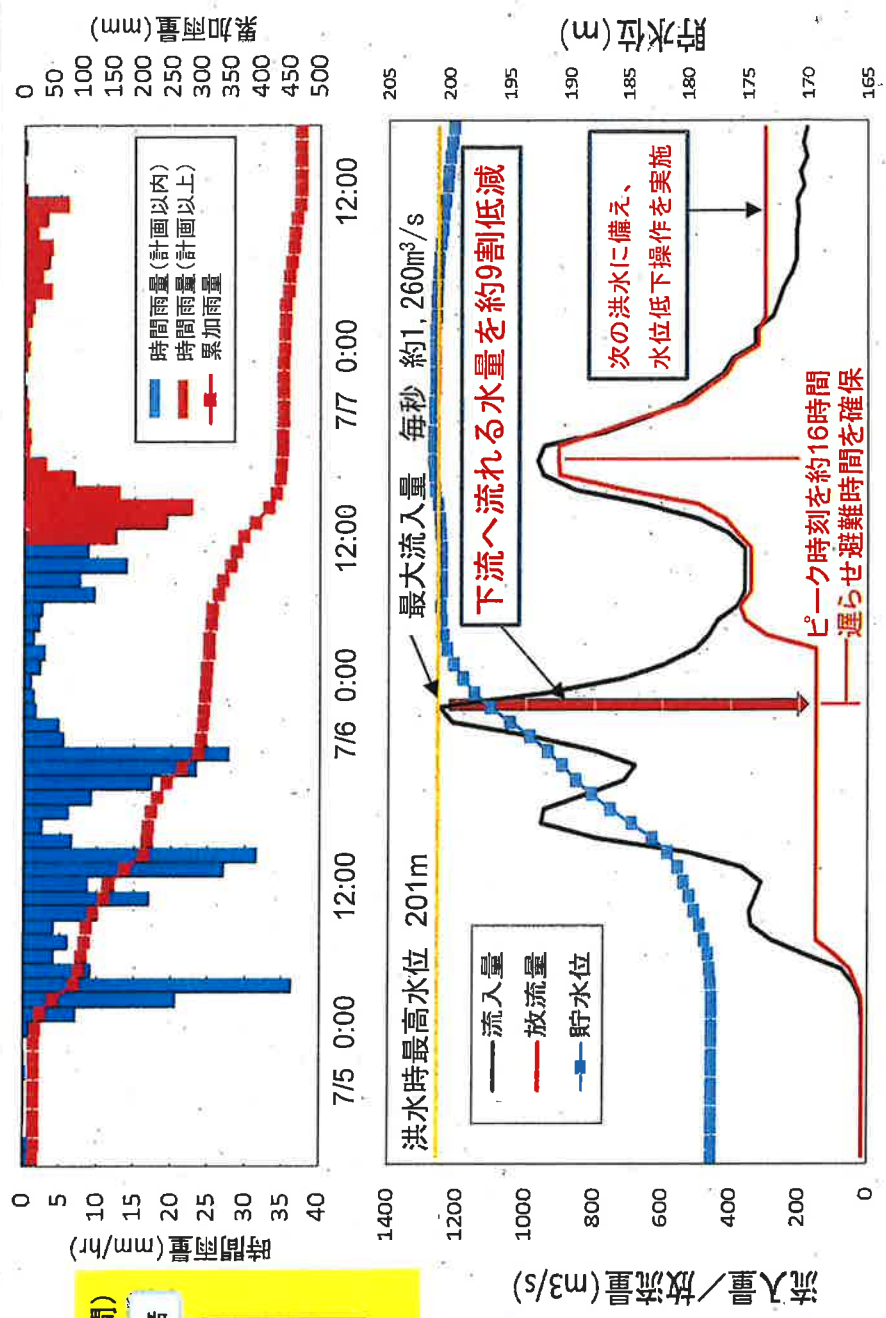 時間雨量(mm/hr)
0
5
10
15
20
25
30
35
40
累加雨量(mm)
0
50
100
150
200
250
300
350
400
450
500
時間雨量(計画以内)
時間雨量(計画以上)
累加雨量
7/5 0:00 12:00 7/6 0:00 12:00 7/7 0:00 12:00
流入量/放流量(m3/s)
1400
1200
1000
800
600
400
200
0
貯水位(m)
205
200
195
190
185
180
175
170
165
洪水時最高水位 201m
最大流入量 毎秒 約1,260m³/s
下流へ流れる水量を約9割低減
流入量
放流量
貯水位
次の洪水に備え、
水位低下操作を実施
ピーク時刻を約16時間
遅らせ避難時間を確保